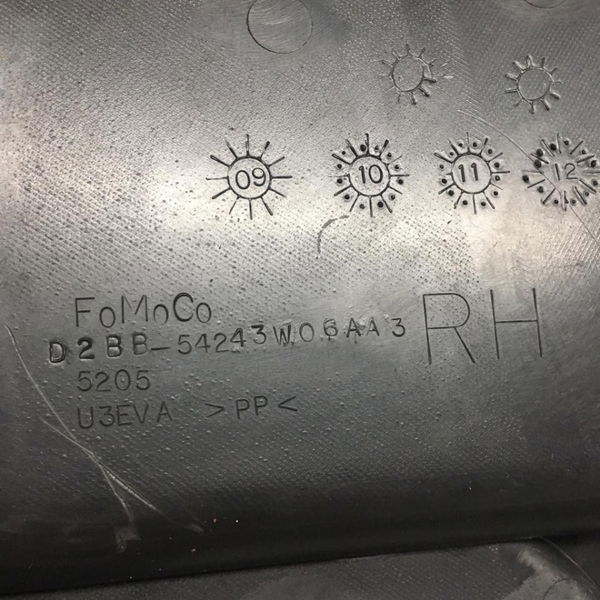 09 10 11 12
FoMoCo
D2BB-54243W06AA3 RH
5205
U3EVA >PP<